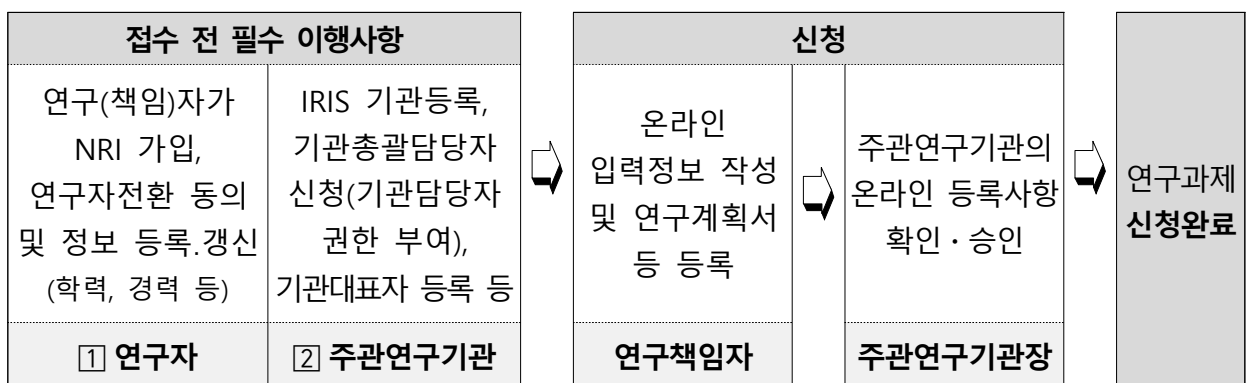 접수 전 필수 이행사항
연구(책임)자가
NRI 가입,
연구자전환 동의
및 정보 등록.갱신
(학력, 경력 등)
1 연구자
IRIS 기관등록,
기관총괄담당자
신청(기관담당자
권한 부여),
기관대표자 등록 등
2 주관연구기관
신청
온라인
입력정보 작성
및 연구계획서
등 등록
연구책임자
주관연구기관의
온라인 등록사항
확인·승인
주관연구기관장
연구과제
신청완료